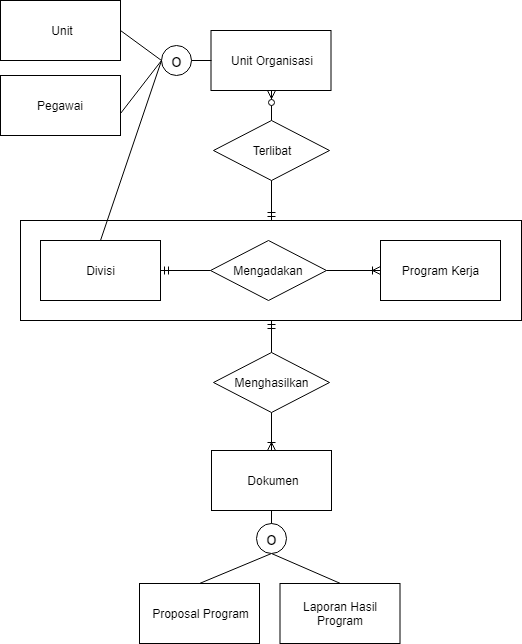 Unit
O
Unit Organisasi
Pegawai
Terlibat
Divisi
Mengadakan
Program Kerja
Menghasilkan
Dokumen
O
Proposal Program
Laporan Hasil
Program